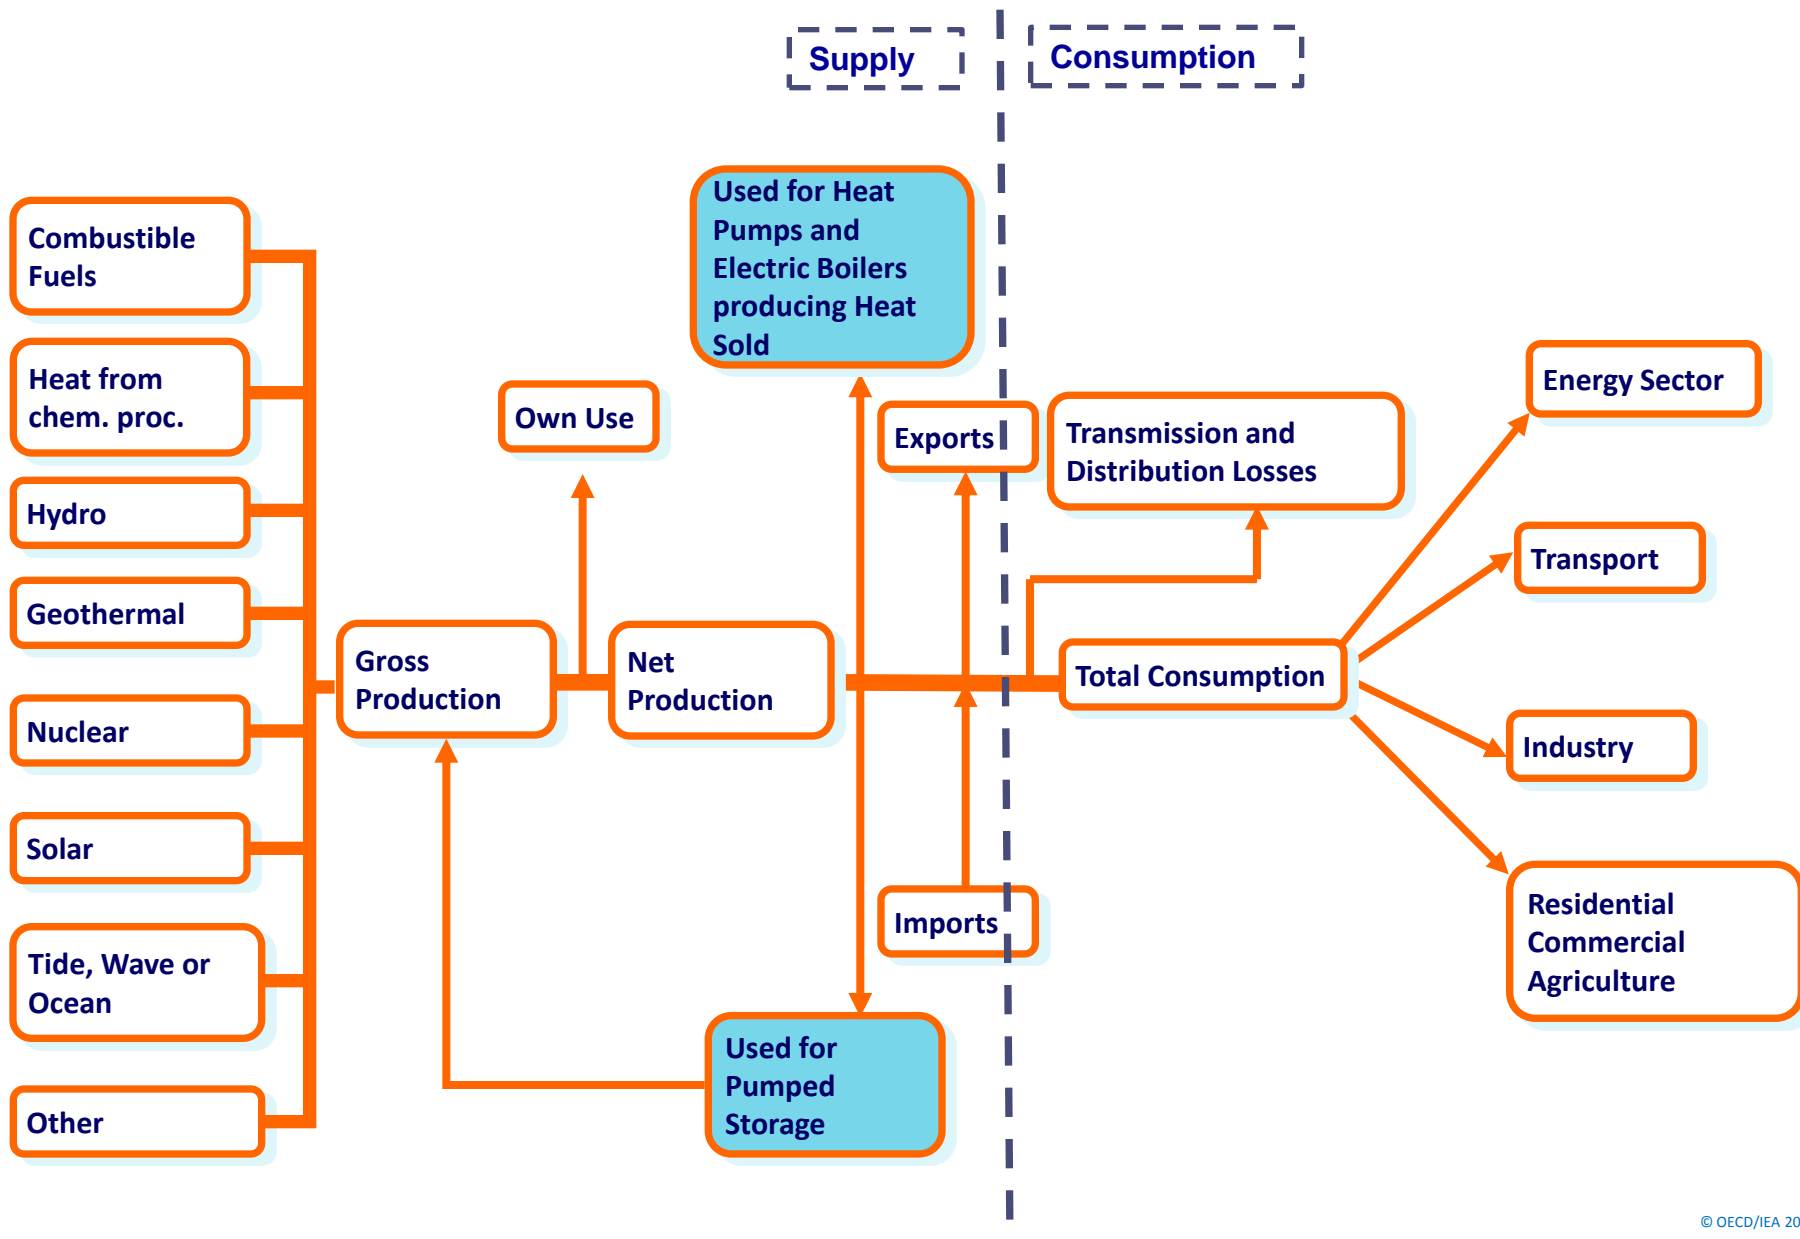 Supply
Consumption
Used for Heat
Pumps and
Electric Boilers
producing Heat
Sold
Combustible
Fuels
Heat from
chem. proc.
Hydro
Geothermal
Nuclear
Solar
Tide, Wave or
Ocean
Other
Own Use
Gross
Production
Net
Production
Exports
Imports
Used for
Pumped
Storage
Transmission and
Distribution Losses
Total Consumption
Energy Sector
Transport
Industry
Residential
Commercial
Agriculture
© OECD/IEA 20